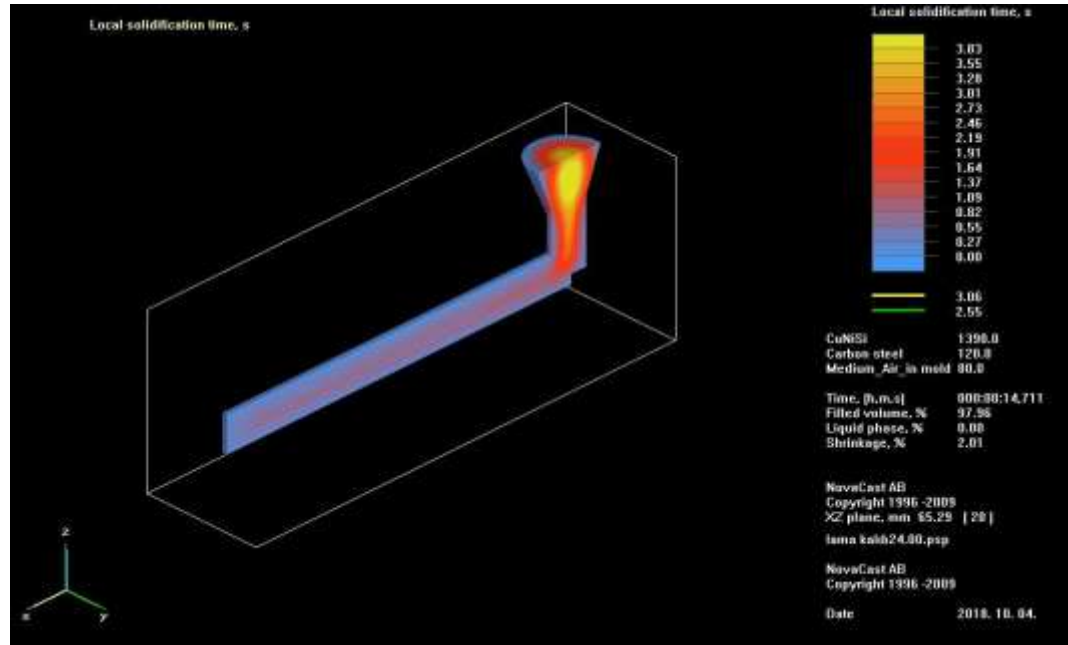 Local solidification time, s
Local solidification time, s
3.83
3.55
3.28
3.01
2.73
2.46
2.19
1.91
1.64
1.37
1.09
0.82
0.55
0.27
0.00
3.06
2.55
CuNiSi 1390.0
Carbon steel 120.0
Medium_Air_in mold 80.0
Time, (h,m,s) 000:00:14,711
Filled volume, % 97.96
Liquid phase, % 0.00
Shrinkage, % 2.01
NovaCast AB
Copyright 1996 -2009
XZ plane, mm 65.29 (20)
NovaCast AB
Copyright 1996 -2009
Date 2018. 10. 04.
z
x
y